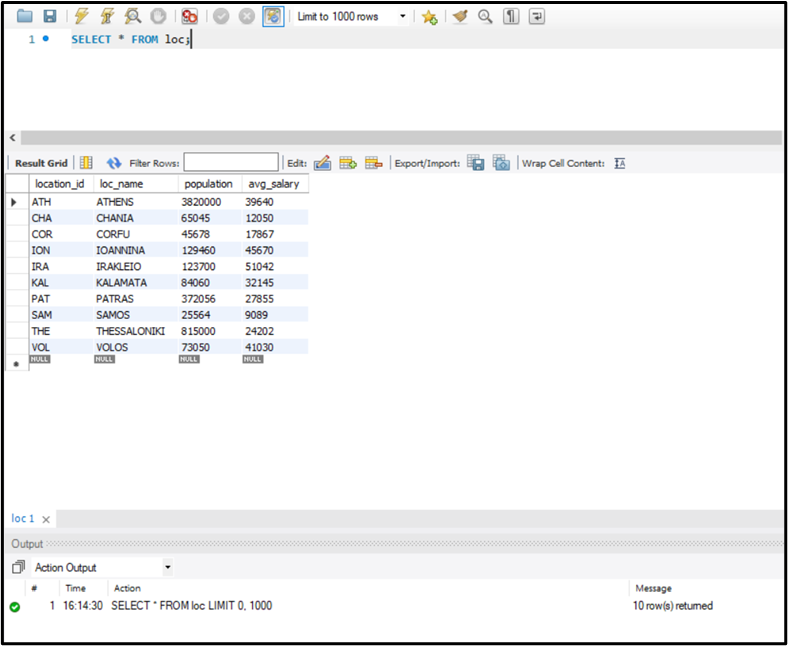 Limit to 1000 rows
1 SELECT * FROM loc;
Result Grid Filter Rows: Edit: Export/Import: Wrap Cell Content: IA
location_id loc_name population avg_salary
ATH ATHENS 3820000 39640
CHA CHANIA 65045 12050
COR CORFU 45678 17867
ION IOANNINA 129460 45670
IRA IRAKLEIO 123700 51042
KAL KALAMATA 84060 32145
PAT PATRAS 372056 27855
SAM SAMOS 25564 9089
THE THESSALONIKI 815000 24202
VOL VOLOS 73050 41030
NULL NULL NULL NULL
loc 1
Output
Action Output
# Time Action Message
1 16:14:30 SELECT * FROM loc LIMIT 0, 1000 10 row(s) returned